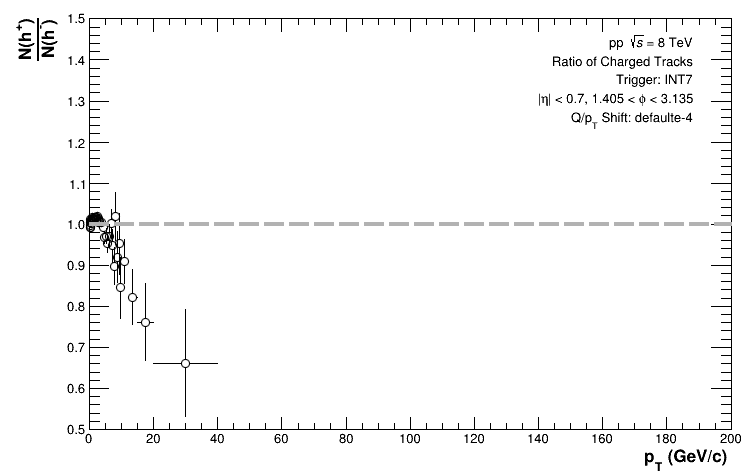 N(h⁺)
N(h⁻)
1.5
1.4
1.3
1.2
1.1
1.0
0.9
0.8
0.7
0.6
0.5
pp √s = 8 TeV
Ratio of Charged Tracks
Trigger: INT7
|η| < 0.7, 1.405 < ϕ < 3.135
Q/p_T Shift: defaulte-4
0 20 40 60 80 100 120 140 160 180 200
p_T (GeV/c)